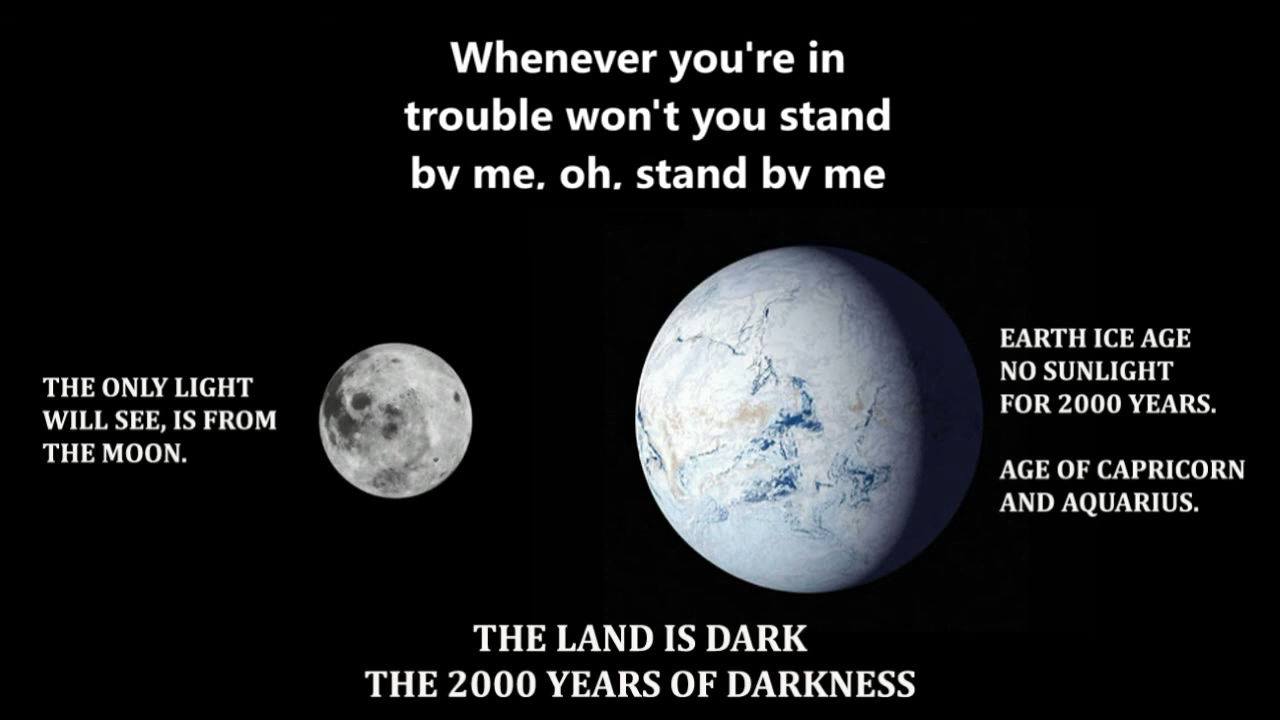 Whenever you're in
trouble won't you stand
by me, oh, stand by me
THE ONLY LIGHT
WILL SEE, IS FROM
THE MOON.
EARTH ICE AGE
NO SUNLIGHT
FOR 2000 YEARS.
AGE OF CAPRICORN
AND AQUARIUS.
THE LAND IS DARK
THE 2000 YEARS OF DARKNESS